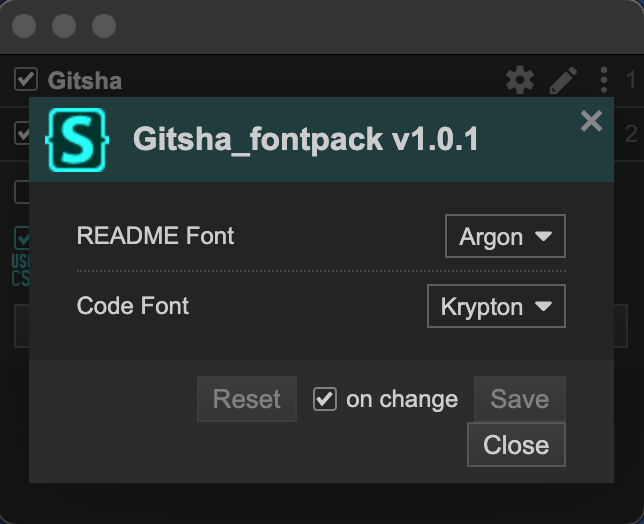 Gitsha
1
Gitsha_fontpack v1.0.1
2
README Font
Argon
Code Font
Krypton
Reset
on change
Save
Close